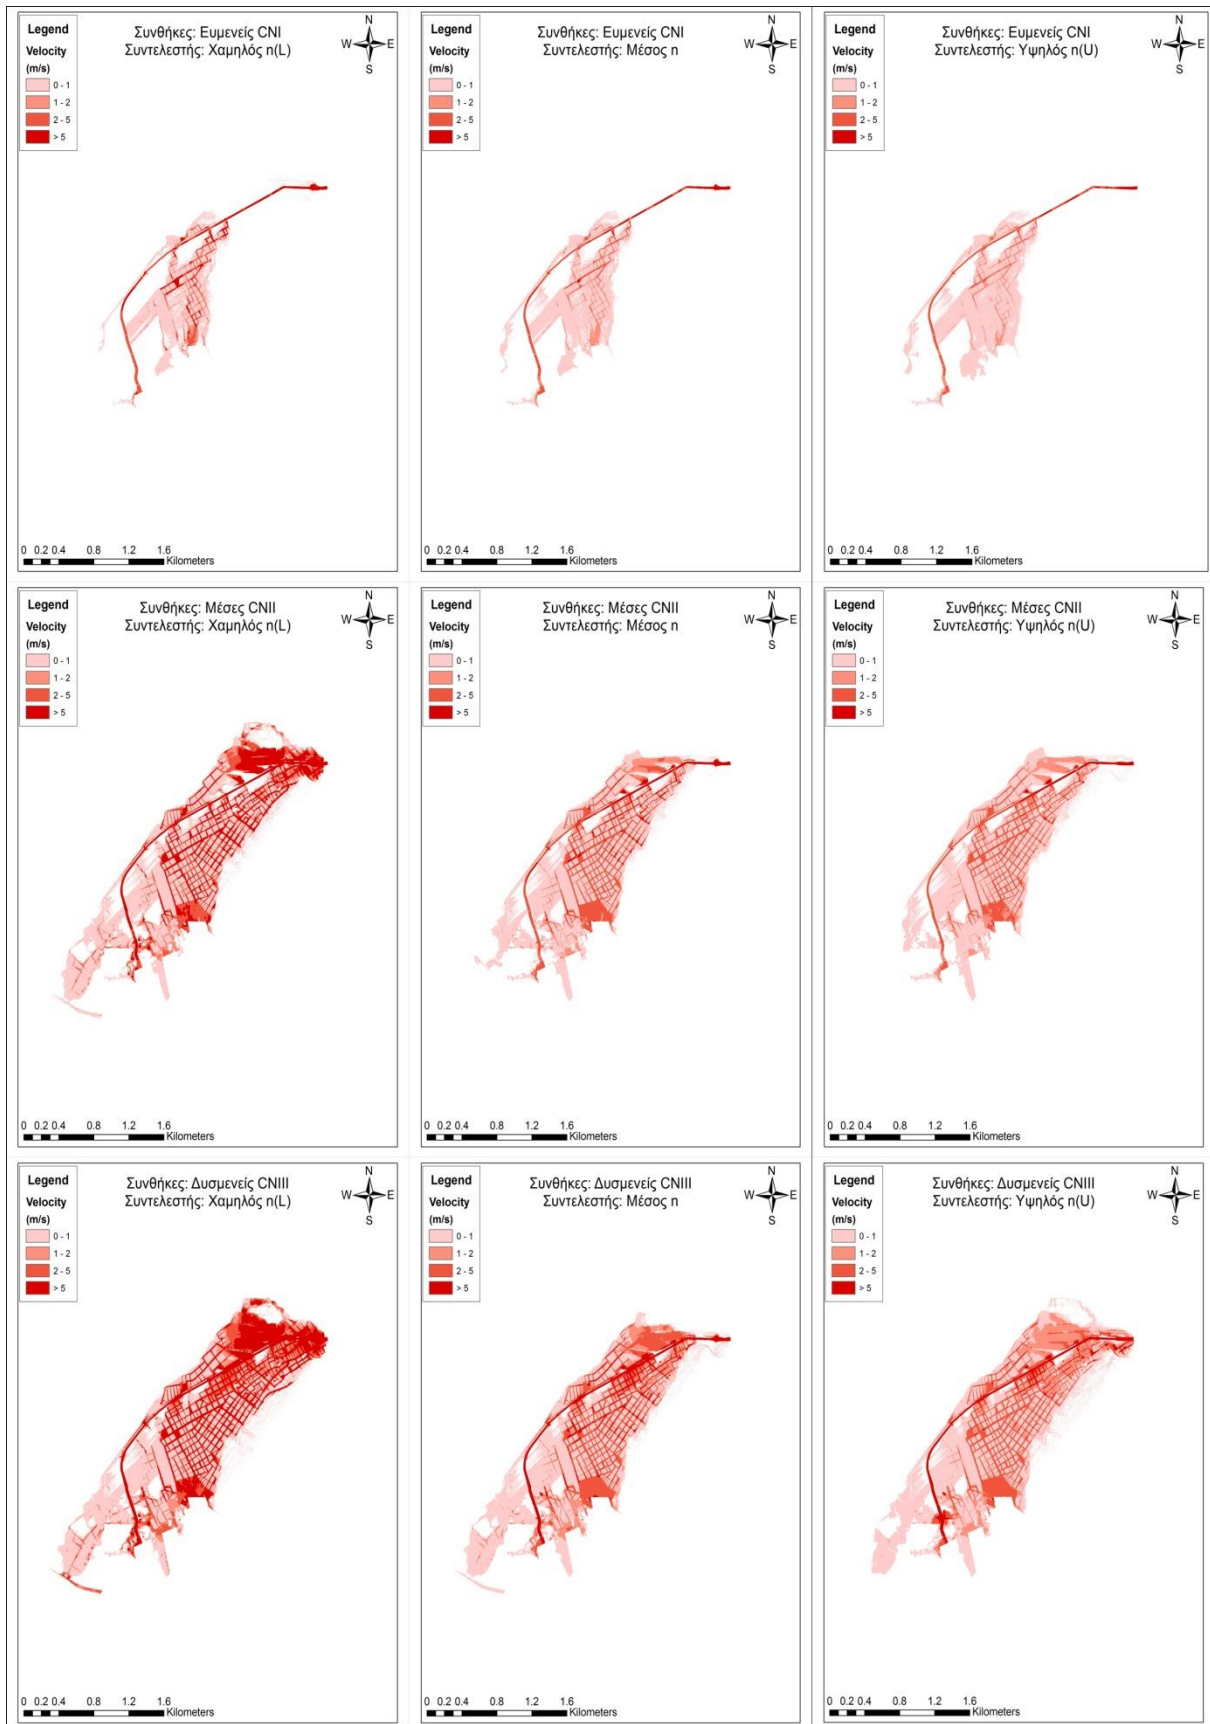 Legend
Velocity
(m/s)
0 - 1
1 - 2
2 - 5
> 5
Συνθήκες: Ευμενείς CNI
Συντελεστής: Χαμηλός n(L)
N
W E
S
0 0.2 0.4 0.8 1.2 1.6
Kilometers
Legend
Velocity
(m/s)
0 - 1
1 - 2
2 - 5
> 5
Συνθήκες: Ευμενείς CNI
Συντελεστής: Μέσος n
N
W E
S
0 0.2 0.4 0.8 1.2 1.6
Kilometers
Legend
Velocity
(m/s)
0 - 1
1 - 2
2 - 5
> 5
Συνθήκες: Ευμενείς CNI
Συντελεστής: Υψηλός n(U)
N
W E
S
0 0.2 0.4 0.8 1.2 1.6
Kilometers
Legend
Velocity
(m/s)
0 - 1
1 - 2
2 - 5
> 5
Συνθήκες: Μέσες CNII
Συντελεστής: Χαμηλός n(L)
N
W E
S
0 0.2 0.4 0.8 1.2 1.6
Kilometers
Legend
Velocity
(m/s)
0 - 1
1 - 2
2 - 5
> 5
Συνθήκες: Μέσες CNII
Συντελεστής: Μέσος n
N
W E
S
0 0.2 0.4 0.8 1.2 1.6
Kilometers
Legend
Velocity
(m/s)
0 - 1
1 - 2
2 - 5
> 5
Συνθήκες: Μέσες CNII
Συντελεστής: Υψηλός n(U)
N
W E
S
0 0.2 0.4 0.8 1.2 1.6
Kilometers
Legend
Velocity
(m/s)
0 - 1
1 - 2
2 - 5
> 5
Συνθήκες: Δυσμενείς CNIII
Συντελεστής: Χαμηλός n(L)
N
W E
S
0 0.2 0.4 0.8 1.2 1.6
Kilometers
Legend
Velocity
(m/s)
0 - 1
1 - 2
2 - 5
> 5
Συνθήκες: Δυσμενείς CNIII
Συντελεστής: Μέσος n
N
W E
S
0 0.2 0.4 0.8 1.2 1.6
Kilometers
Legend
Velocity
(m/s)
0 - 1
1 - 2
2 - 5
> 5
Συνθήκες: Δυσμενείς CNIII
Συντελεστής: Υψηλός n(U)
N
W E
S
0 0.2 0.4 0.8 1.2 1.6
Kilometers